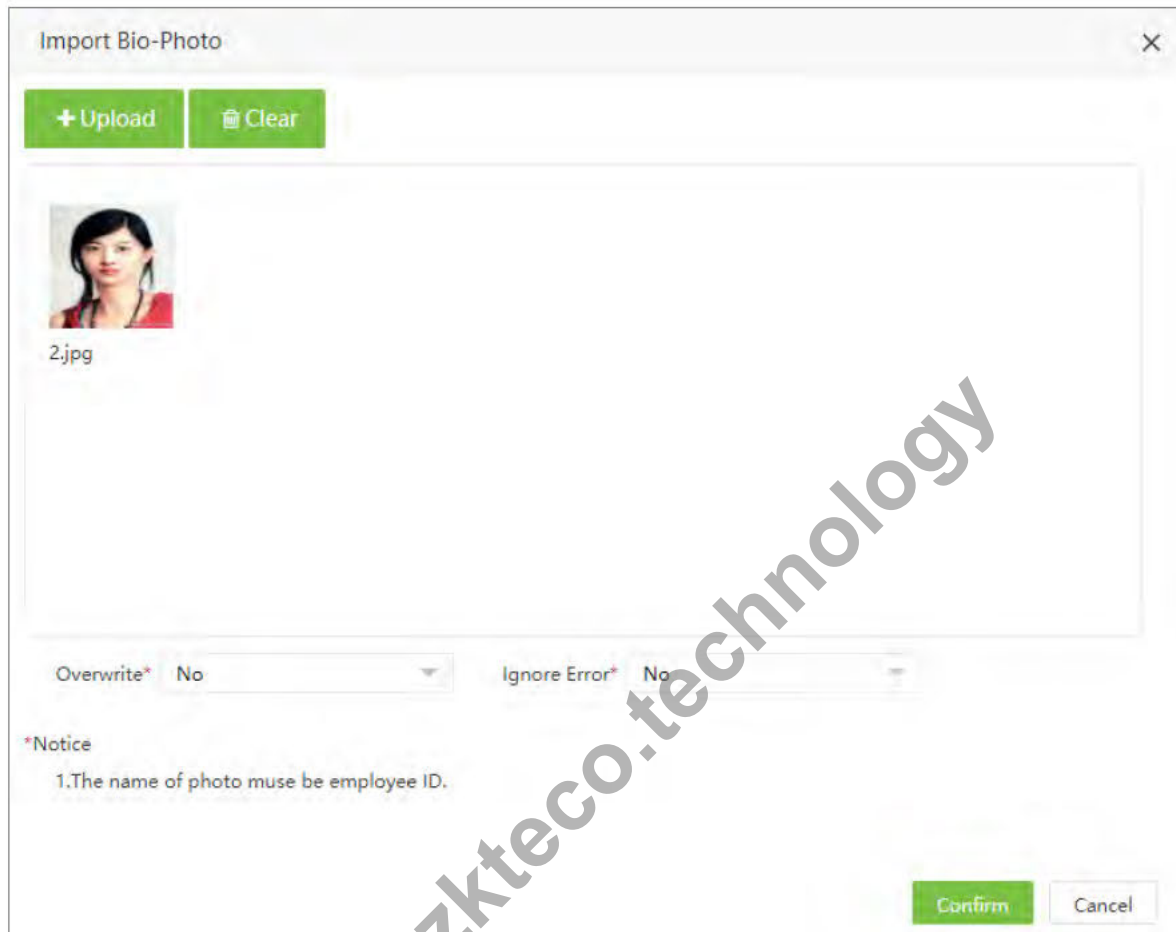 Import Bio-Photo
Upload
Clear
2.jpg
Overwrite* No
Ignore Error* No
*Notice
1.The name of photo muse be employee ID.
Confirm
Cancel
zkteco.technology